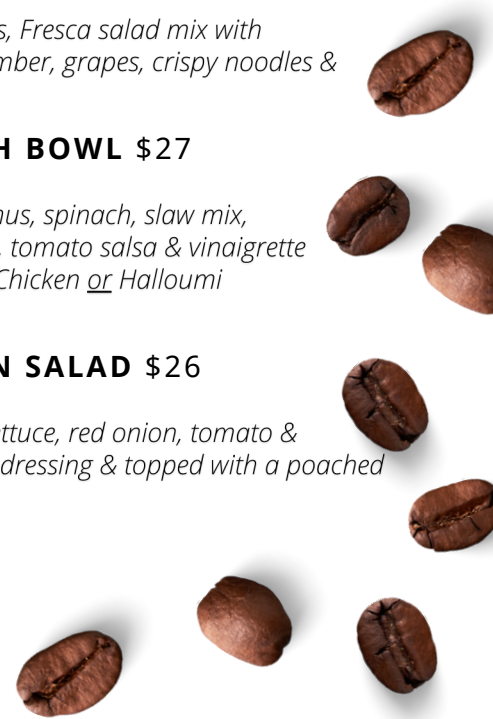 s, Fresca salad mix with
mber, grapes, crispy noodles &
H BOWL $27
us, spinach, slaw mix,
, tomato salsa & vinaigrette
Chicken or Halloumi
N SALAD $26
ttuce, red onion, tomato &
dressing & topped with a poached